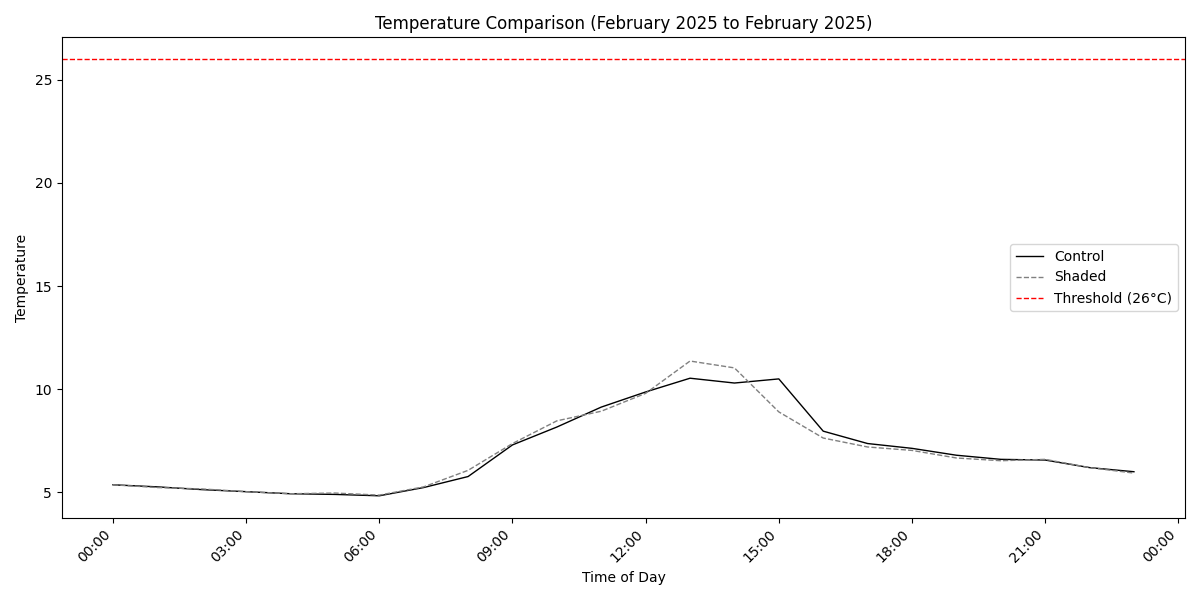 Temperature Comparison (February 2025 to February 2025)
25
20
15
10
5
Temperature
Control
Shaded
Threshold (26°C)
00:00
03:00
06:00
09:00
12:00
15:00
18:00
21:00
00:00
Time of Day